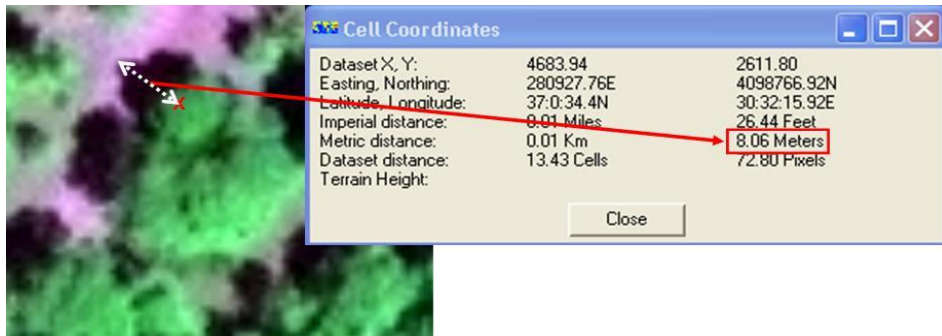 Cell Coordinates
Dataset X, Y: 4683.94 2611.80
Easting, Northing: 280927.76E 4098766.92N
Latitude, Longitude: 37:0:34.4N 30:32:15.92E
Imperial distance: 0.01 Miles 26.44 Feet
Metric distance: 0.01 Km 8.06 Meters
Dataset distance: 13.43 Cells 72.80 Pixels
Terrain Height:
Close